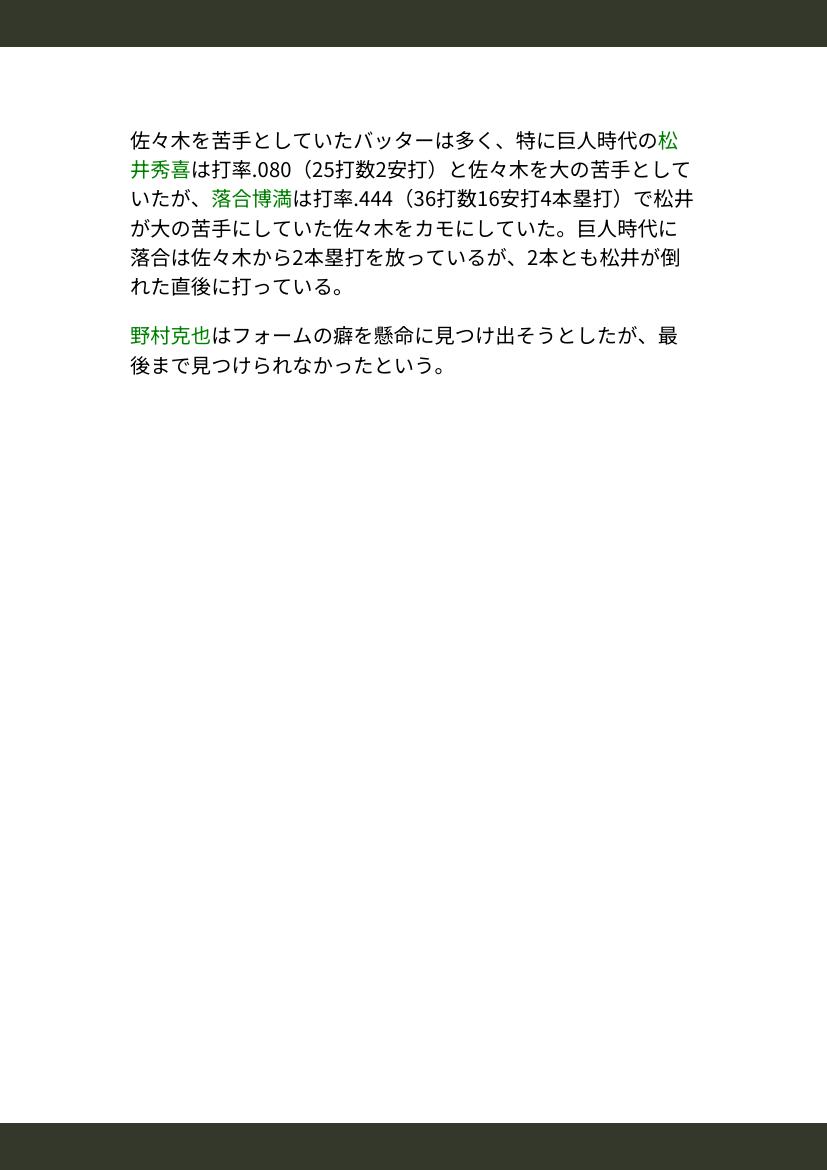 佐々木を苦手としていたバッターは多く、特に巨人時代の松
井秀喜は打率.080（25打数2安打）と佐々木を大の苦手として
いたが、落合博満は打率.444（36打数16安打4本塁打）で松井
が大の苦手にしていた佐々木をカモにしていた。巨人時代に
落合は佐々木から2本塁打を放っているが、2本とも松井が倒
れた直後に打っている。
野村克也はフォームの癖を懸命に見つけ出そうとしたが、最
後まで見つけられなかったという。